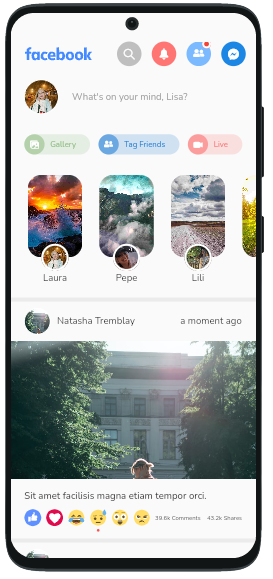 facebook
What's on your mind, Lisa?
Gallery
Tag Friends
Live
Laura
Pepe
Lili
Natasha Tremblay
a moment ago
Sit amet facilisis magna etiam tempor orci.
39.6k Comments
43.2k Shares